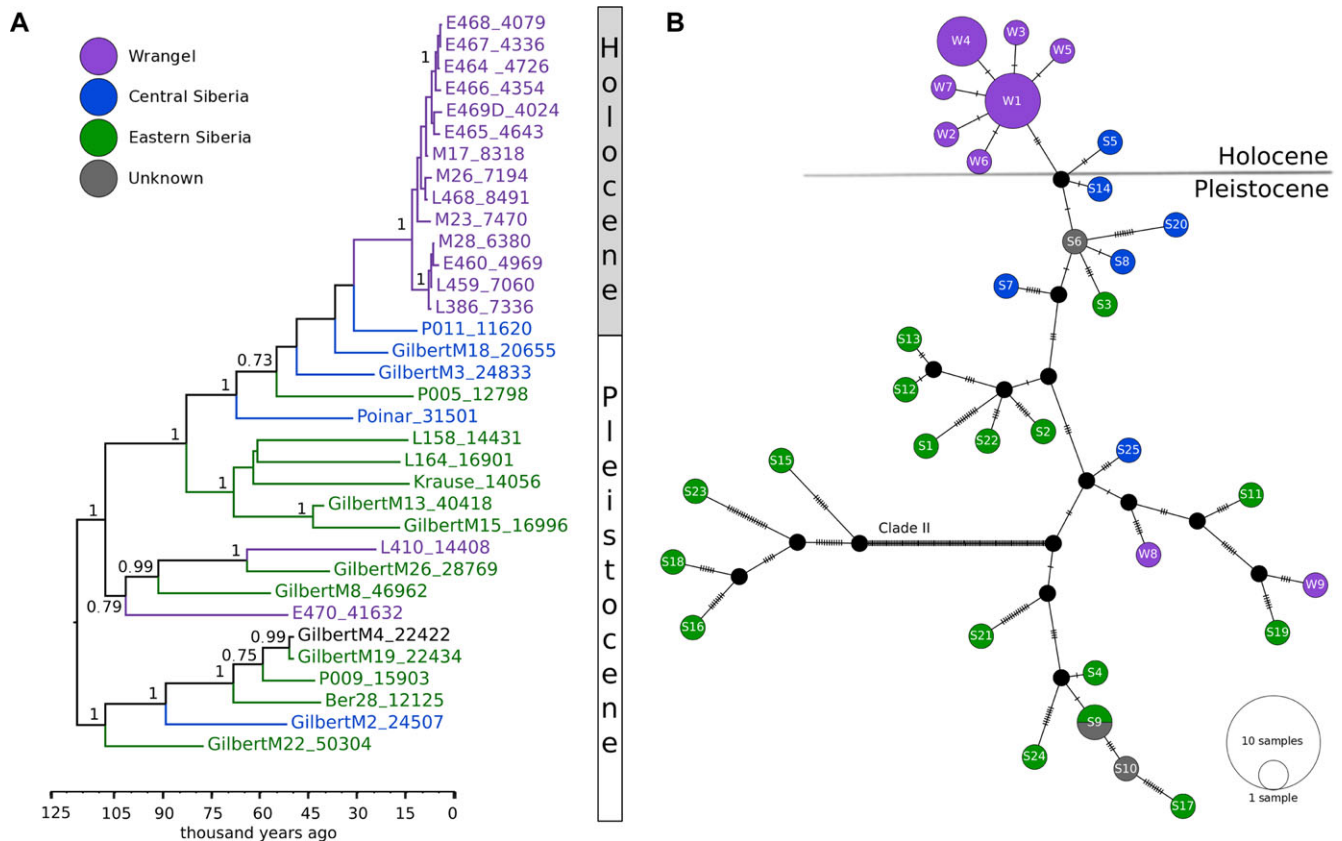 A
Wrangel
Central Siberia
Eastern Siberia
Unknown
E468_4079
E467_4336
E464 _4726
E466_4354
E469D_4024
E465_4643
M17_8318
M26_7194
L468_8491
M23_7470
M28_6380
E460_4969
L459_7060
L386_7336
P011_11620
GilbertM18_20655
GilbertM3_24833
P005_12798
Poinar_31501
L158_14431
L164_16901
Krause_14056
GilbertM13_40418
GilbertM15_16996
L410_14408
GilbertM26_28769
GilbertM8_46962
E470_41632
GilbertM4_22422
GilbertM19_22434
P009_15903
Ber28_12125
GilbertM2_24507
GilbertM22_50304
1
1
1
0.73
1
1
1
1
1
1
0.99
0.79
0.99
0.75
1
1
1
125 105 90 75 60 45 30 15 0
thousand years ago
Holocene
Pleistocene
B
W4
W3
W5
W7
W1
W2
W6
S5
Holocene
Pleistocene
S14
S20
S6
S8
S7
S3
S13
S12
S1
S22
S2
S25
S15
S23
S11
Clade II
W8
S18
W9
S16
S21
S19
S4
S9
S24
S10
S17
10 samples
1 sample